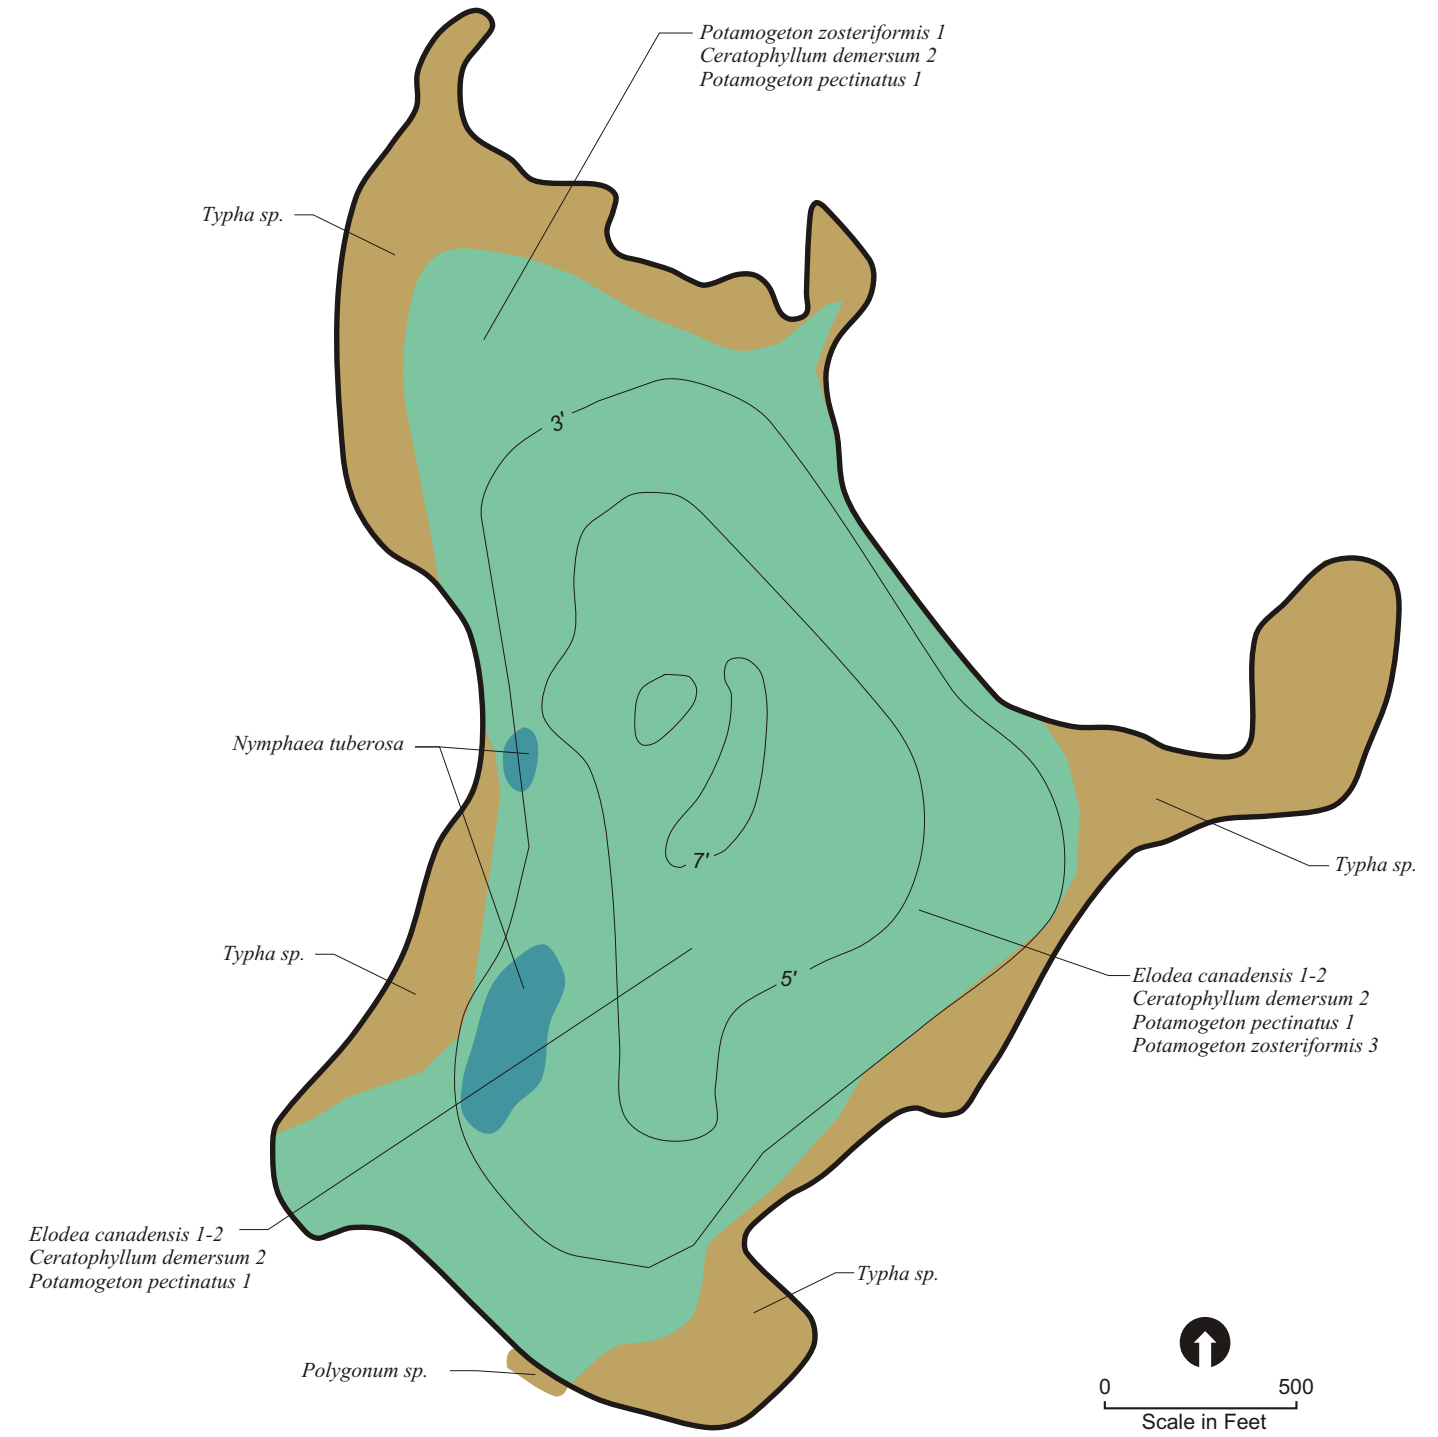 Potamogeton zosteriformis 1
Ceratophyllum demersum 2
Potamogeton pectinatus 1
Typha sp.
3'
Nymphaea tuberosa
7'
Typha sp.
Typha sp.
5'
Elodea canadensis 1-2
Ceratophyllum demersum 2
Potamogeton pectinatus 1
Potamogeton zosteriformis 3
Elodea canadensis 1-2
Ceratophyllum demersum 2
Potamogeton pectinatus 1
Typha sp.
Polygonum sp.
0 500
Scale in Feet